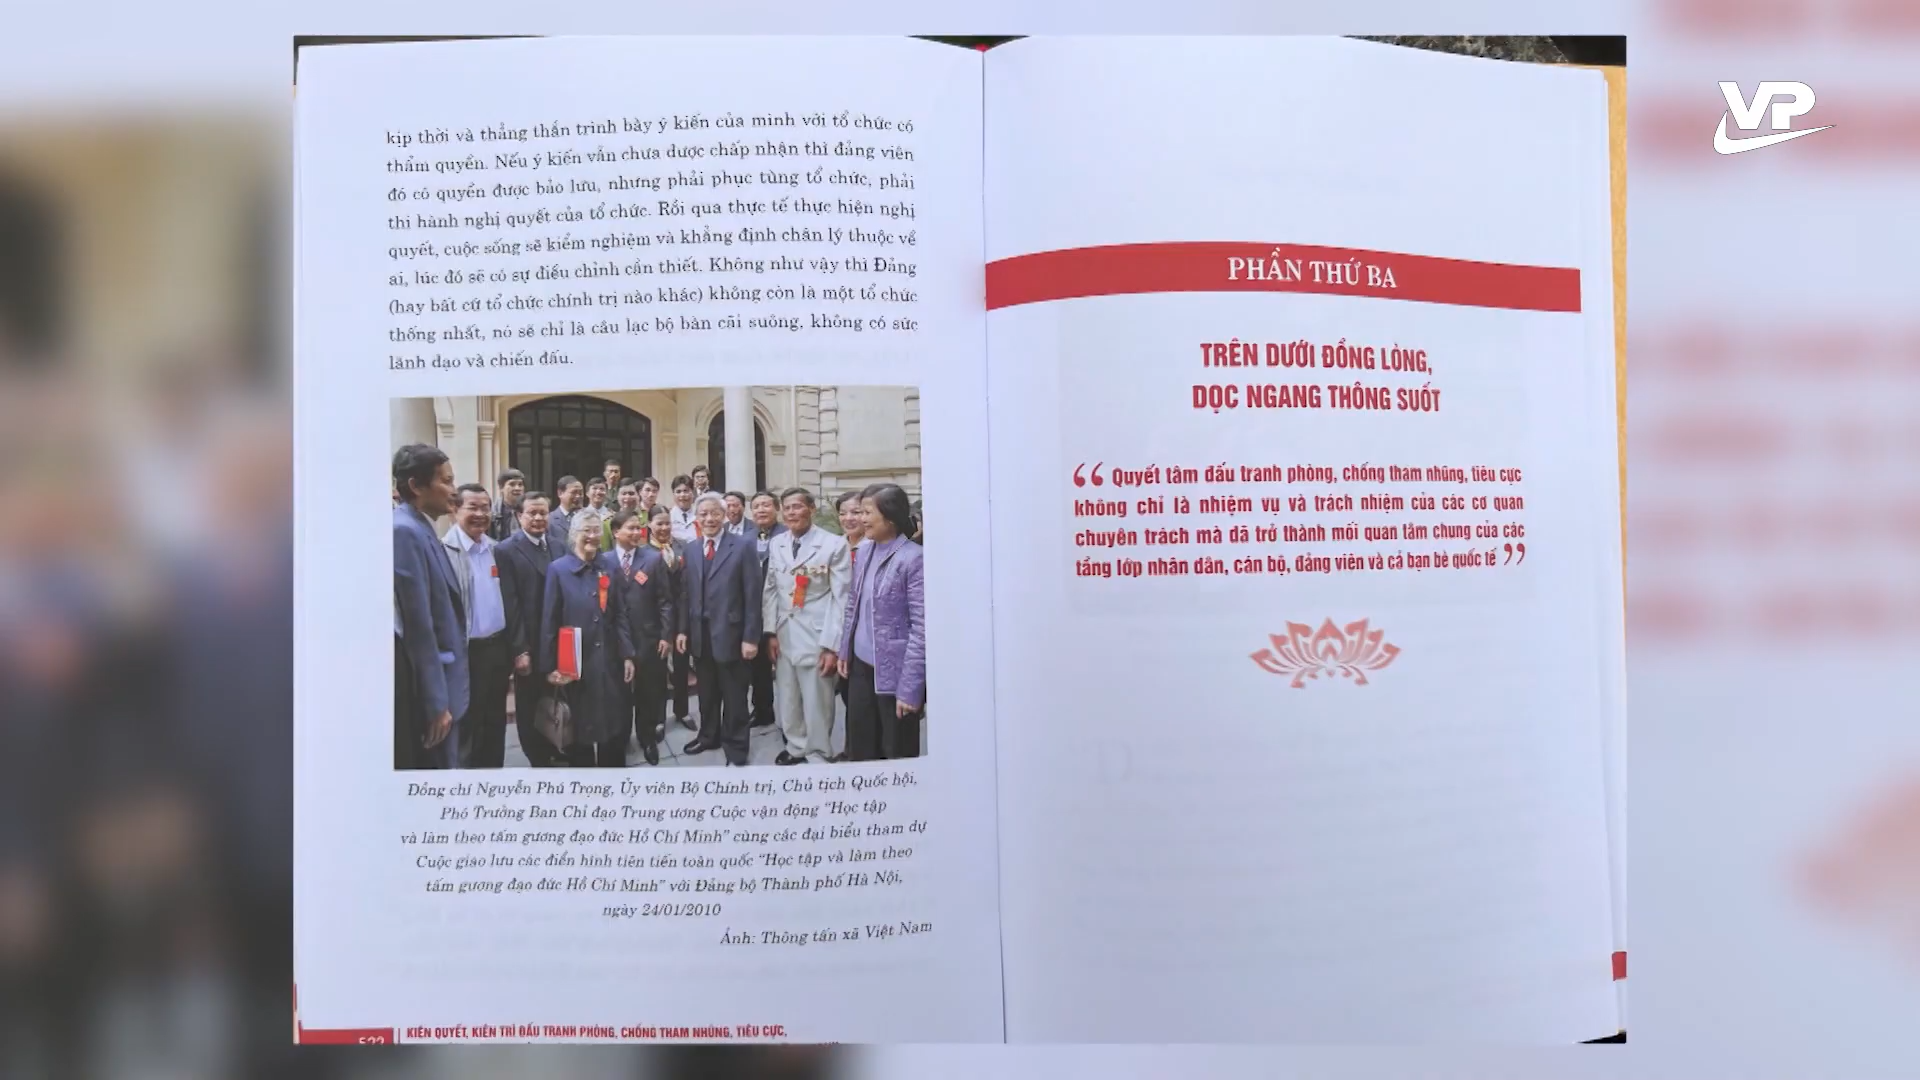 kịp thời và thẳng thắn trình bày ý kiến của mình với tổ chức có
thẩm quyền. Nếu ý kiến vẫn chưa được chấp nhận thì đảng viên
đó có quyền được bảo lưu, nhưng phải phục tùng tổ chức, phải
thi hành nghị quyết của tổ chức. Rồi qua thực tế thực hiện nghị
quyết, cuộc sống sẽ kiểm nghiệm và khẳng định chân lý thuộc về
ai, lúc đó sẽ có sự điều chỉnh cần thiết. Không như vậy thì Đảng
(hay bất cứ tổ chức chính trị nào khác) không còn là một tổ chức
thống nhất, nó sẽ chỉ là câu lạc bộ bàn cãi suông, không có sức
lãnh đạo và chiến đấu.
Đồng chí Nguyễn Phú Trọng, Ủy viên Bộ Chính trị, Chủ tịch Quốc hội,
Phó Trưởng Ban Chỉ đạo Trung ương Cuộc vận động “Học tập
và làm theo tấm gương đạo đức Hồ Chí Minh” cùng các đại biểu tham dự
Cuộc giao lưu các điển hình tiên tiến toàn quốc “Học tập và làm theo
tấm gương đạo đức Hồ Chí Minh” với Đảng bộ Thành phố Hà Nội,
ngày 24/01/2010
Ảnh: Thông tấn xã Việt Nam
KIÊN QUYẾT, KIÊN TRÌ ĐẤU TRANH PHÒNG, CHỐNG THAM NHŨNG, TIÊU CỰC,
PHẦN THỨ BA
TRÊN DƯỚI ĐỒNG LÒNG,
DỌC NGANG THÔNG SUỐT
“Quyết tâm đấu tranh phòng, chống tham nhũng, tiêu cực
không chỉ là nhiệm vụ và trách nhiệm của các cơ quan
chuyên trách mà đã trở thành mối quan tâm chung của các
tầng lớp nhân dân, cán bộ, đảng viên và cả bạn bè quốc tế”
VP